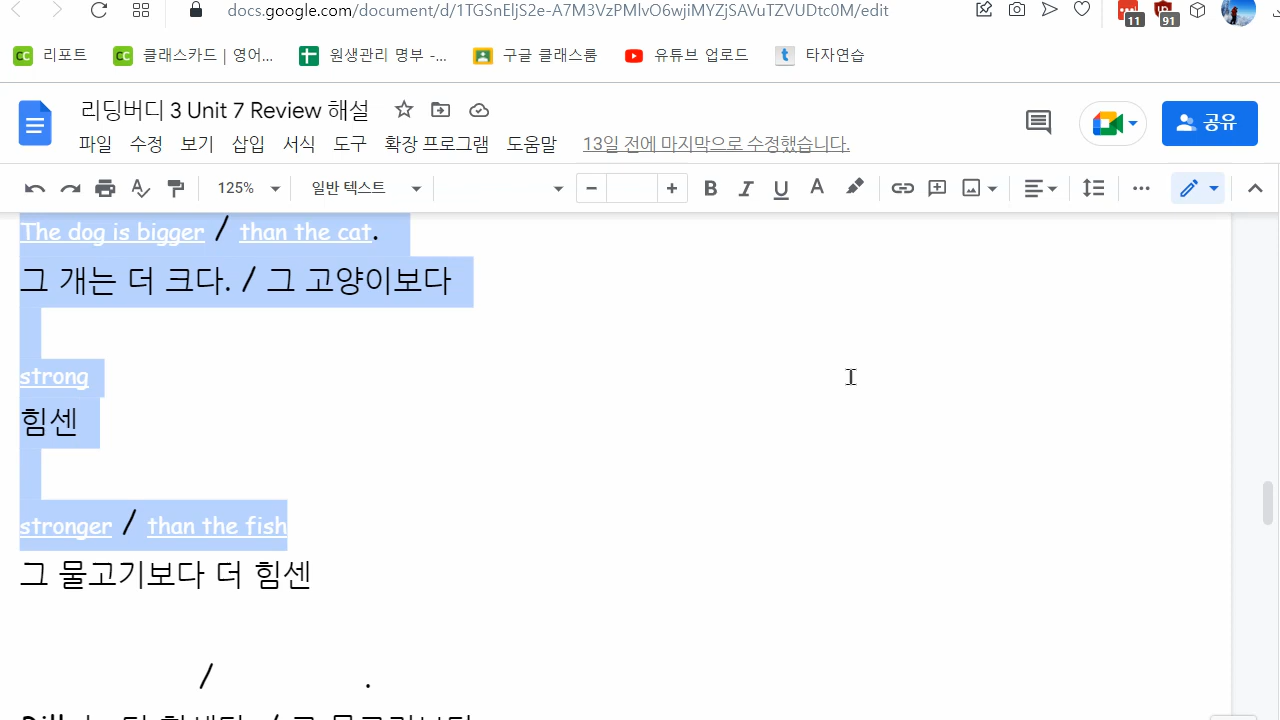 docs.google.com/document/d/1TGSnEljS2e-A7M3VzPMlvO6wjiMYZjSAVuTZVUDtc0M/edit
11
91
리포트
클래스카드 | 영어...
원생관리 명부 -...
구글 클래스룸
유튜브 업로드
타자연습
리딩버디 3 Unit 7 Review 해설
파일 수정 보기 삽입 서식 도구 확장 프로그램 도움말 13일 전에 마지막으로 수정했습니다.
공유
125% 일반 텍스트
The dog is bigger / than the cat.
그 개는 더 크다. / 그 고양이보다
strong
힘센
stronger / than the fish
그 물고기보다 더 힘센
/ .